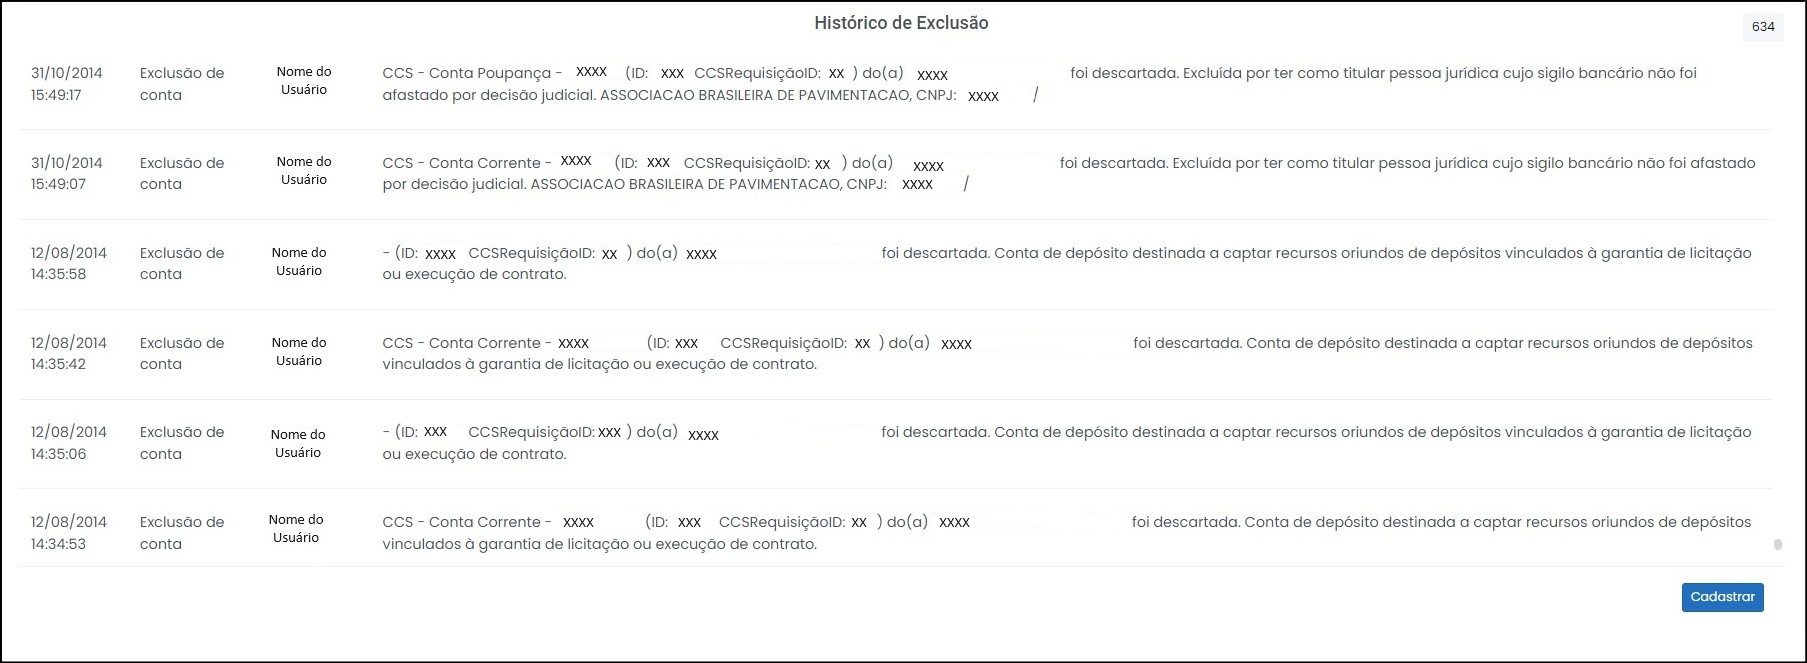 Histórico de Exclusão
634
31/10/2014 Exclusão de Nome do CCS - Conta Poupança - XXXX (ID: XXX CCSRequisiçãoID: XX ) do(a) XXXX foi descartada. Excluída por ter como titular pessoa jurídica cujo sigilo bancário não foi
15:49:17 conta Usuário afastado por decisão judicial. ASSOCIACAO BRASILEIRA DE PAVIMENTACAO, CNPJ: XXXX /
31/10/2014 Exclusão de Nome do CCS - Conta Corrente - XXXX (ID: XXX CCSRequisiçãoID: XX ) do(a) XXXX foi descartada. Excluída por ter como titular pessoa jurídica cujo sigilo bancário não foi afastado
15:49:07 conta Usuário por decisão judicial. ASSOCIACAO BRASILEIRA DE PAVIMENTACAO, CNPJ: XXXX /
12/08/2014 Exclusão de Nome do - (ID: XXXX CCSRequisiçãoID: XX ) do(a) XXXX foi descartada. Conta de depósito destinada a captar recursos oriundos de depósitos vinculados à garantia de licitação
14:35:58 conta Usuário ou execução de contrato.
12/08/2014 Exclusão de Nome do CCS - Conta Corrente - XXXX (ID: XXX CCSRequisiçãoID: XX ) do(a) XXXX foi descartada. Conta de depósito destinada a captar recursos oriundos de depósitos
14:35:42 conta Usuário vinculados à garantia de licitação ou execução de contrato.
12/08/2014 Exclusão de Nome do - (ID: XXX CCSRequisiçãoID: XXX ) do(a) XXXX foi descartada. Conta de depósito destinada a captar recursos oriundos de depósitos vinculados à garantia de licitação
14:35:06 conta Usuário ou execução de contrato.
12/08/2014 Exclusão de Nome do CCS - Conta Corrente - XXXX (ID: XXX CCSRequisiçãoID: XX ) do(a) XXXX foi descartada. Conta de depósito destinada a captar recursos oriundos de depósitos
14:34:53 conta Usuário vinculados à garantia de licitação ou execução de contrato.
Cadastrar